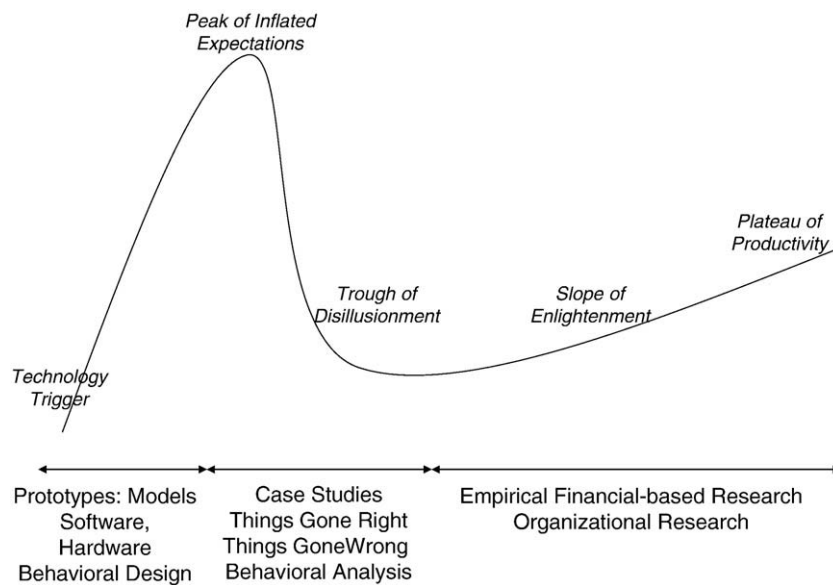 Peak of Inflated
Expectations
Plateau of
Productivity
Trough of
Disillusionment
Slope of
Enlightenment
Technology
Trigger
Prototypes: Models
Software,
Hardware
Behavioral Design
Case Studies
Things Gone Right
Things GoneWrong
Behavioral Analysis
Empirical Financial-based Research
Organizational Research